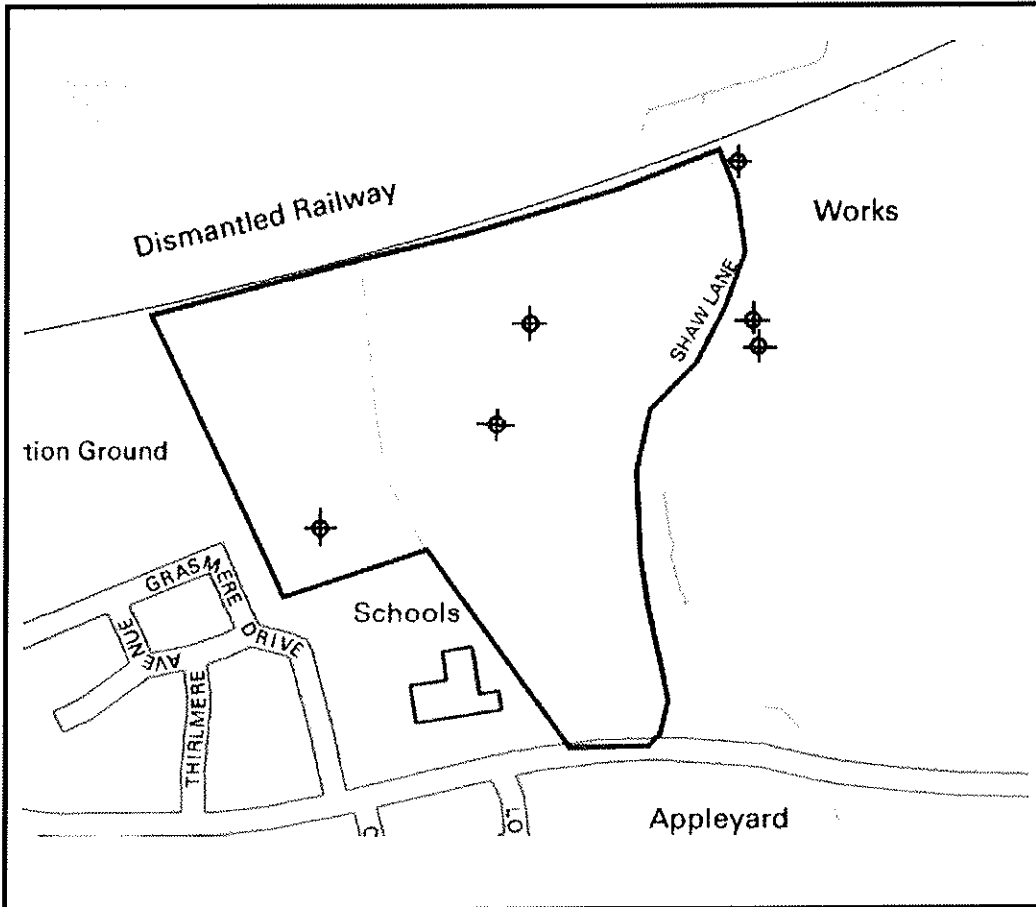 Dismantled Railway
Works
SHAW LANE
tion Ground
GRASMERE
DRIVE
AVENUE
Schools
THIRLMERE
Appleyard